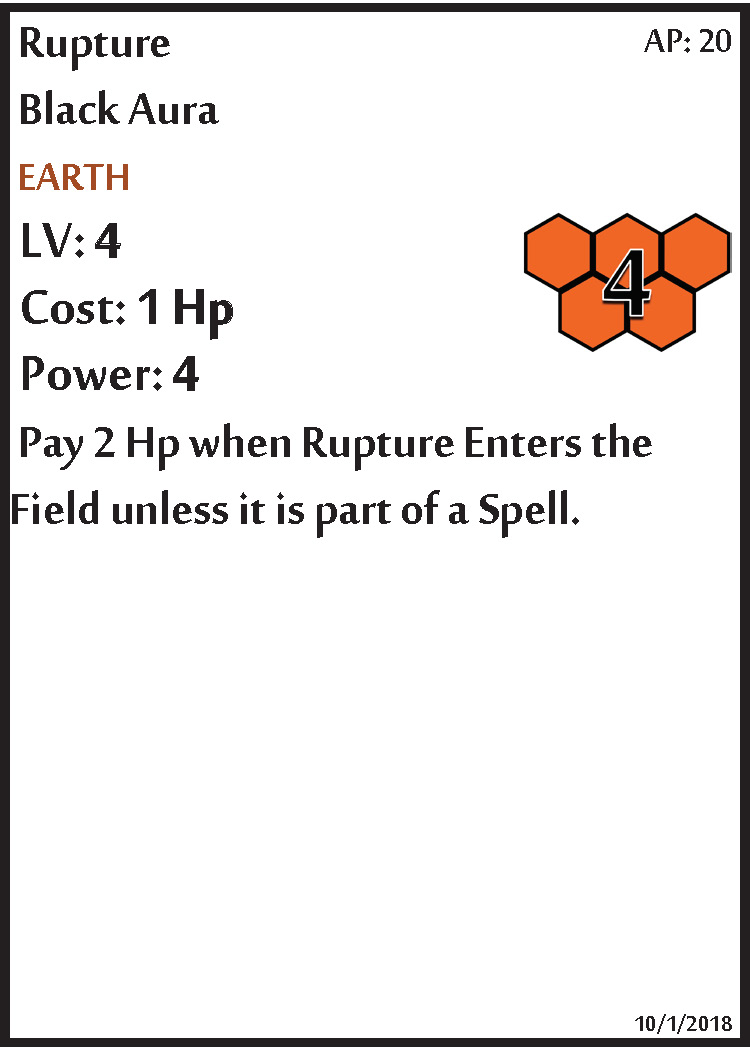 Rupture
AP: 20
Black Aura
EARTH
LV: 4
4
Cost: 1 Hp
Power: 4
Pay 2 Hp when Rupture Enters the
Field unless it is part of a Spell.
10/1/2018